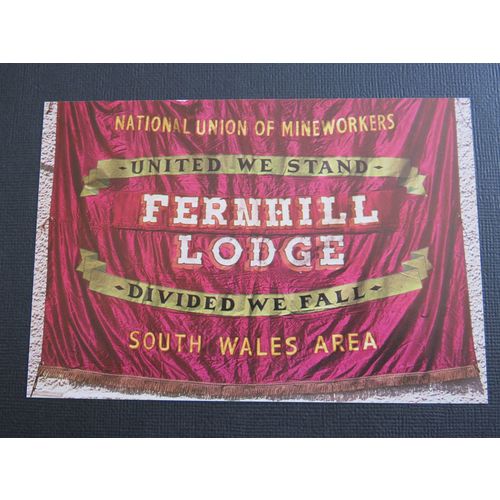 NATIONAL UNION OF MINEWORKERS
· UNITED WE STAND ·
FERNHILL
LODGE
· DIVIDED WE FALL ·
SOUTH WALES AREA